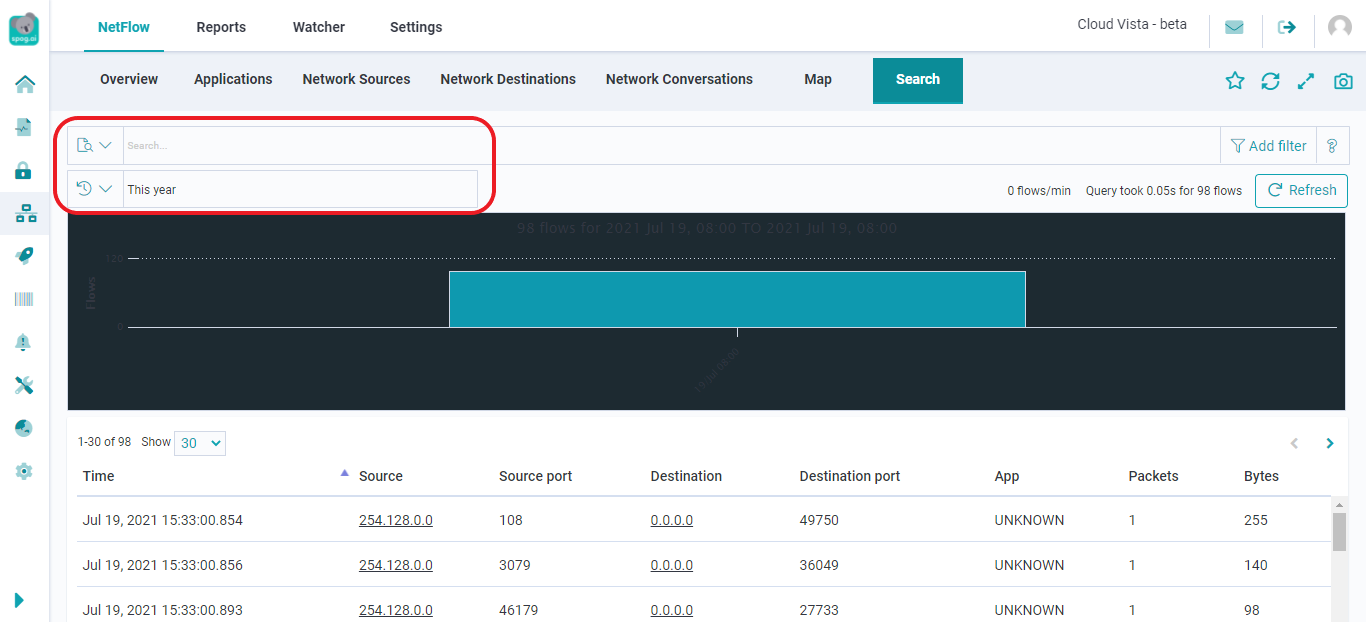 spog.ai
NetFlow Reports Watcher Settings Cloud Vista - beta
Overview Applications Network Sources Network Destinations Network Conversations Map Search
Search... Add filter ?
This year 0 flows/min Query took 0.05s for 98 flows Refresh
98 flows for 2021 Jul 19, 08:00 TO 2021 Jul 19, 08:00
120
Flows
0
19. Jul 08:00
1-30 of 98 Show 30
Time Source Source port Destination Destination port App Packets Bytes
Jul 19, 2021 15:33:00.854 254.128.0.0 108 0.0.0.0 49750 UNKNOWN 1 255
Jul 19, 2021 15:33:00.856 254.128.0.0 3079 0.0.0.0 36049 UNKNOWN 1 140
Jul 19, 2021 15:33:00.893 254.128.0.0 46179 0.0.0.0 27733 UNKNOWN 1 98